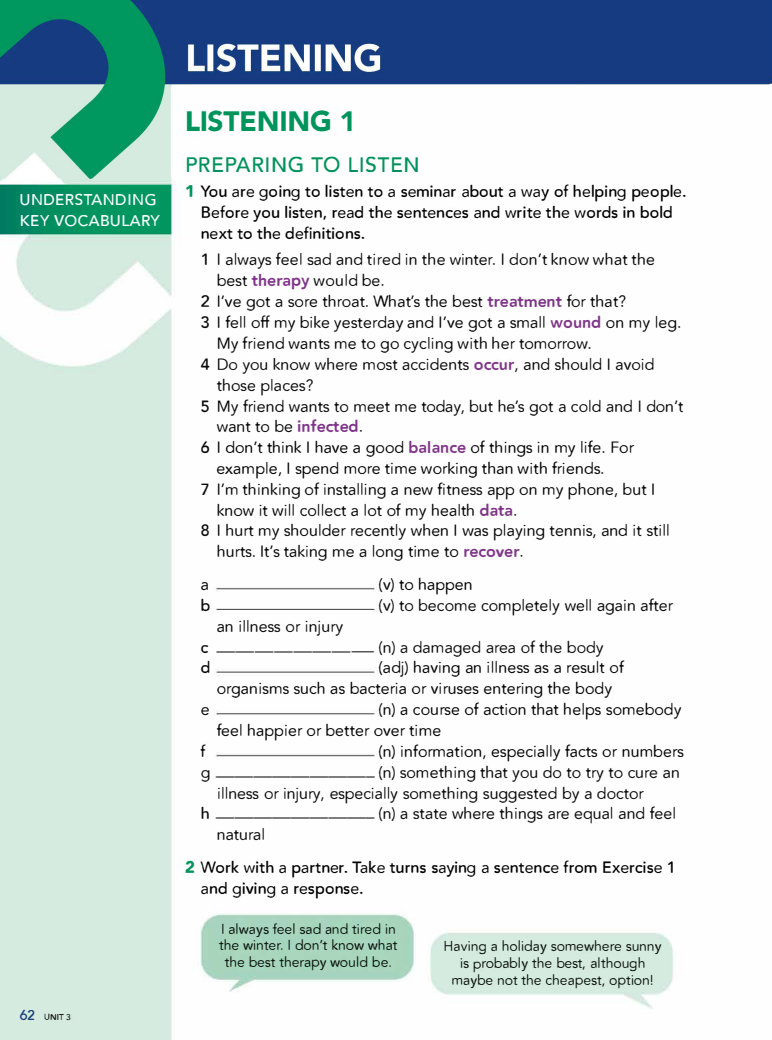 LISTENING
LISTENING 1
PREPARING TO LISTEN
UNDERSTANDING
KEY VOCABULARY
1 You are going to listen to a seminar about a way of helping people.
Before you listen, read the sentences and write the words in bold
next to the definitions.
1 I always feel sad and tired in the winter. I don't know what the
best therapy would be.
2 I've got a sore throat. What's the best treatment for that?
3 I fell off my bike yesterday and I've got a small wound on my leg.
My friend wants me to go cycling with her tomorrow.
4 Do you know where most accidents occur, and should I avoid
those places?
5 My friend wants to meet me today, but he's got a cold and I don't
want to be infected.
6 I don't think I have a good balance of things in my life. For
example, I spend more time working than with friends.
7 I'm thinking of installing a new fitness app on my phone, but I
know it will collect a lot of my health data.
8 I hurt my shoulder recently when I was playing tennis, and it still
hurts. It's taking me a long time to recover.
a ____________________ (v) to happen
b ____________________ (v) to become completely well again after
an illness or injury
c ____________________ (n) a damaged area of the body
d ____________________ (adj) having an illness as a result of
organisms such as bacteria or viruses entering the body
e ____________________ (n) a course of action that helps somebody
feel happier or better over time
f ____________________ (n) information, especially facts or numbers
g ____________________ (n) something that you do to try to cure an
illness or injury, especially something suggested by a doctor
h ____________________ (n) a state where things are equal and feel
natural
2 Work with a partner. Take turns saying a sentence from Exercise 1
and giving a response.
I always feel sad and tired in
the winter. I don't know what
the best therapy would be.
Having a holiday somewhere sunny
is probably the best, although
maybe not the cheapest, option!
62 UNIT 3